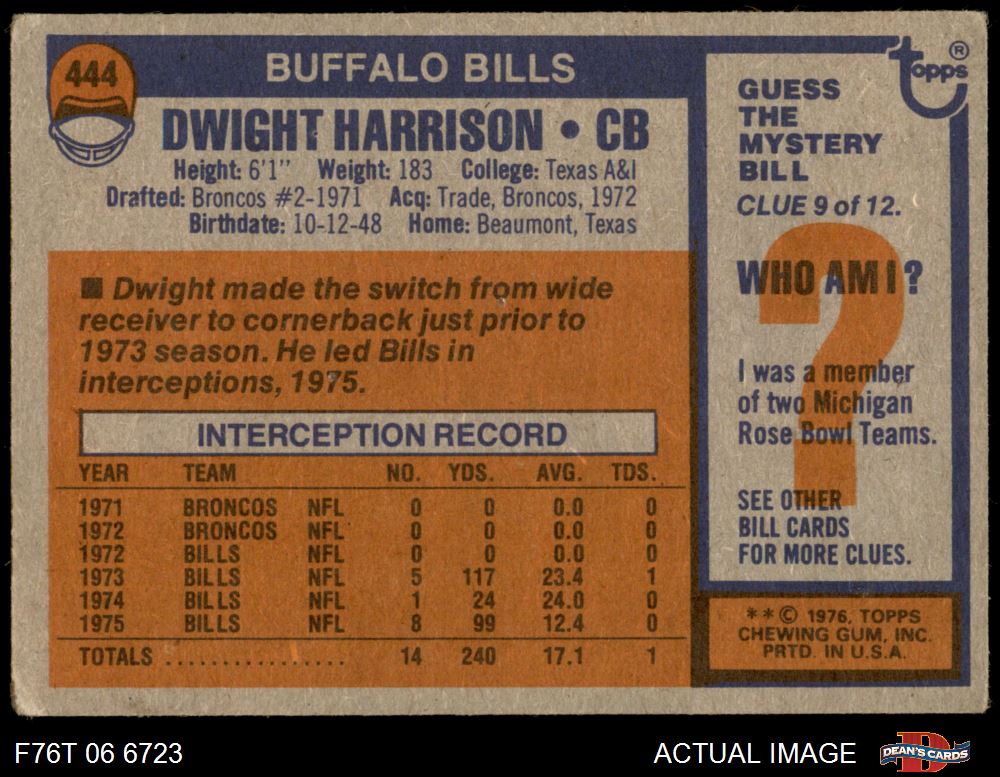 444
BUFFALO BILLS
DWIGHT HARRISON • CB
Height: 6'1" Weight: 183 College: Texas A&I
Drafted: Broncos #2-1971 Acq: Trade, Broncos, 1972
Birthdate: 10-12-48 Home: Beaumont, Texas
■ Dwight made the switch from wide
receiver to cornerback just prior to
1973 season. He led Bills in
interceptions, 1975.
INTERCEPTION RECORD
YEAR TEAM NO. YDS. AVG. TDS.
1971 BRONCOS NFL 0 0 0.0 0
1972 BRONCOS NFL 0 0 0.0 0
1972 BILLS NFL 0 0 0.0 0
1973 BILLS NFL 5 117 23.4 1
1974 BILLS NFL 1 24 24.0 0
1975 BILLS NFL 8 99 12.4 0
TOTALS ................. 14 240 17.1 1
topps ®
GUESS
THE
MYSTERY
BILL
CLUE 9 of 12.
?
WHO AM I?
I was a member
of two Michigan
Rose Bowl Teams.
SEE OTHER
BILL CARDS
FOR MORE CLUES.
**© 1976, TOPPS
CHEWING GUM, INC.
PRTD. IN U.S.A.
F76T 06 6723
ACTUAL IMAGE
D
DEAN'S CARDS